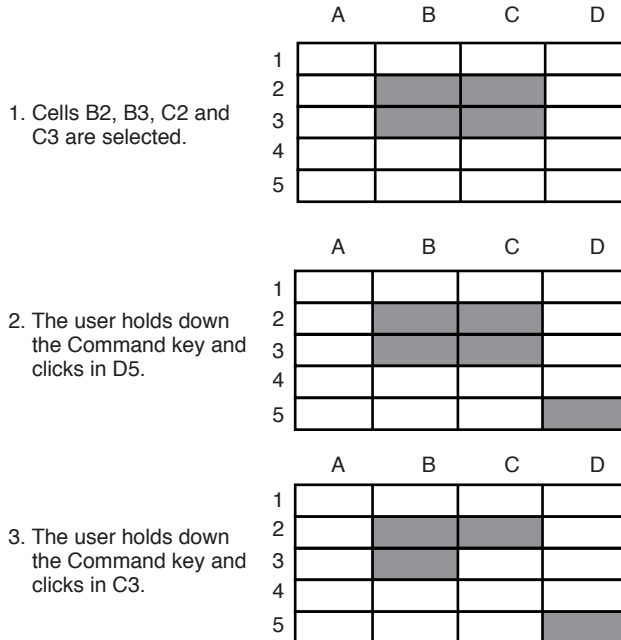 A B C D
1
2
3
4
5
1. Cells B2, B3, C2 and
C3 are selected.
A B C D
1
2
3
4
5
2. The user holds down
the Command key and
clicks in D5.
A B C D
1
2
3
4
5
3. The user holds down
the Command key and
clicks in C3.